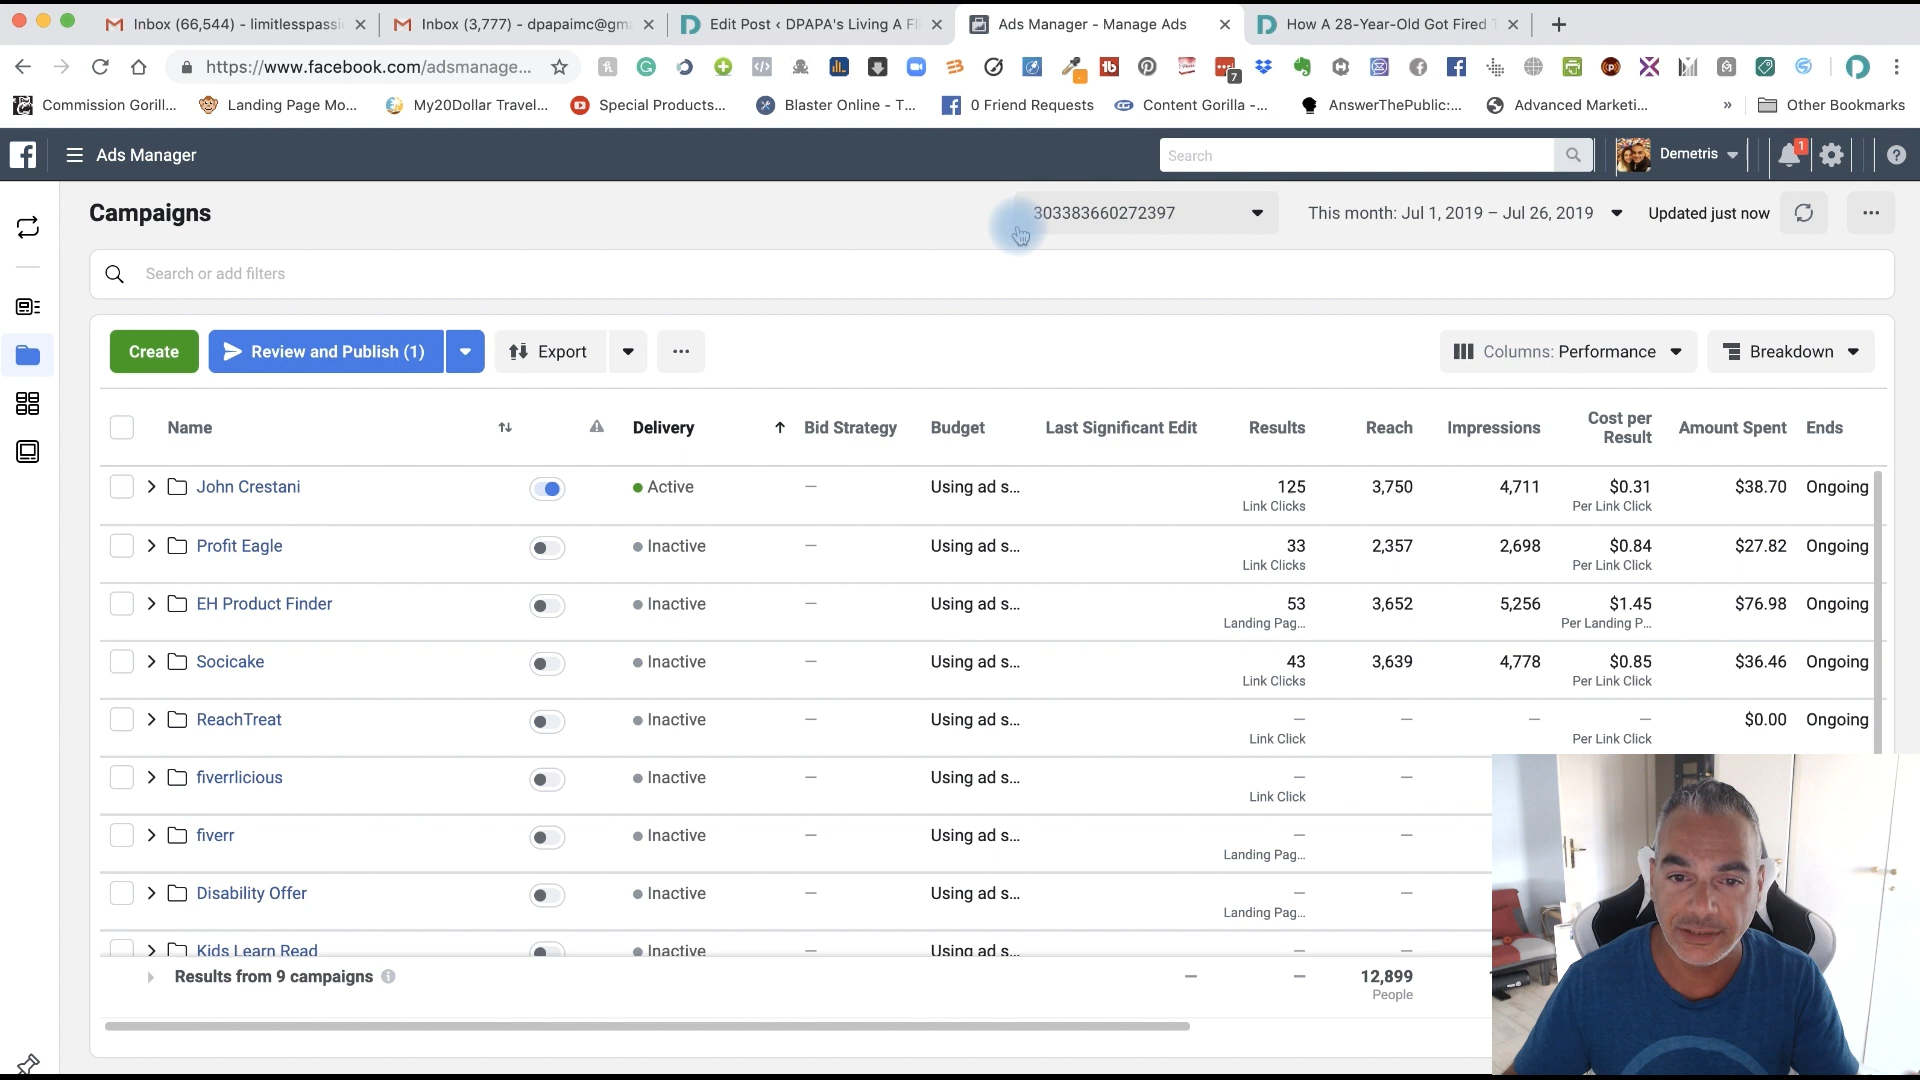 Inbox (66,544) - limitlesspassi
Inbox (3,777) - dpapaimc@gm
Edit Post ‹ DPAPA's Living A Fl
Ads Manager - Manage Ads
How A 28-Year-Old Got Fired T
https://www.facebook.com/adsmanage...
7
Commission Gorill...
Landing Page Mo...
My20Dollar Travel...
Special Products...
Blaster Online - T...
0 Friend Requests
Content Gorilla -...
AnswerThePublic:...
Advanced Marketi...
»
Other Bookmarks
Ads Manager
Search
Demetris
1
Campaigns
303383660272397
This month: Jul 1, 2019 – Jul 26, 2019
Updated just now
Search or add filters
Create
Review and Publish (1)
Export
Columns: Performance
Breakdown
Name Delivery Bid Strategy Budget Last Significant Edit Results Reach Impressions Cost per Result Amount Spent Ends
John Crestani Active — Using ad s... 125 3,750 4,711 $0.31 $38.70 Ongoing
Link Clicks Per Link Click
Profit Eagle Inactive — Using ad s... 33 2,357 2,698 $0.84 $27.82 Ongoing
Link Clicks Per Link Click
EH Product Finder Inactive — Using ad s... 53 3,652 5,256 $1.45 $76.98 Ongoing
Landing Pag... Per Landing P...
Socicake Inactive — Using ad s... 43 3,639 4,778 $0.85 $36.46 Ongoing
Link Clicks Per Link Click
ReachTreat Inactive — Using ad s... — — — — $0.00 Ongoing
Link Click Per Link Click
fiverrlicious Inactive — Using ad s... — —
Link Click
fiverr Inactive — Using ad s... — —
Landing Pag...
Disability Offer Inactive — Using ad s... — —
Landing Pag...
Kids Learn Read Inactive — Using ad s... — —
Results from 9 campaigns — — 12,899
People